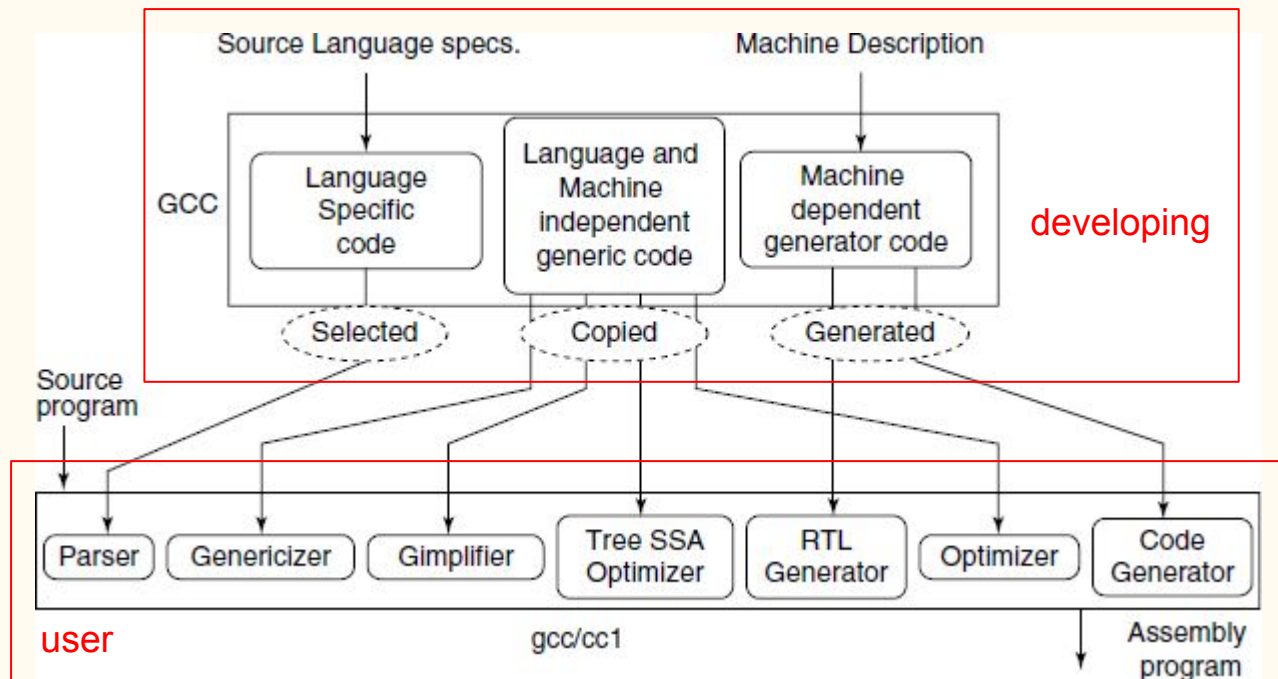 Source Language specs.
Machine Description
GCC
Language
Specific
code
Language and
Machine
independent
generic code
Machine
dependent
generator code
developing
Selected
Copied
Generated
Source
program
Parser
Genericizer
Gimplifier
Tree SSA
Optimizer
RTL
Generator
Optimizer
Code
Generator
user
gcc/cc1
Assembly
program